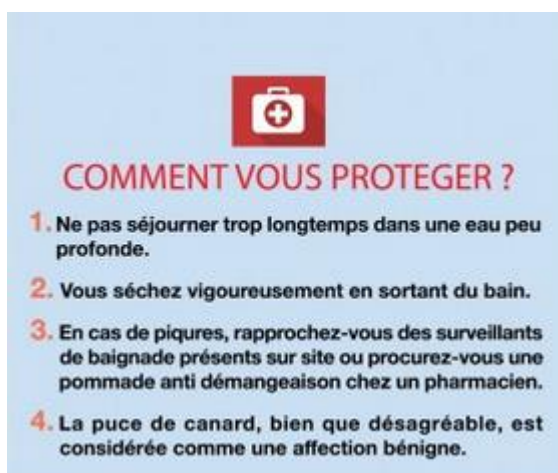 COMMENT VOUS PROTEGER ?
1. Ne pas séjourner trop longtemps dans une eau peu
profonde.
2. Vous séchez vigoureusement en sortant du bain.
3. En cas de piqures, rapprochez-vous des surveillants
de baignade présents sur site ou procurez-vous une
pommade anti démangeaison chez un pharmacien.
4. La puce de canard, bien que désagréable, est
considérée comme une affection bénigne.